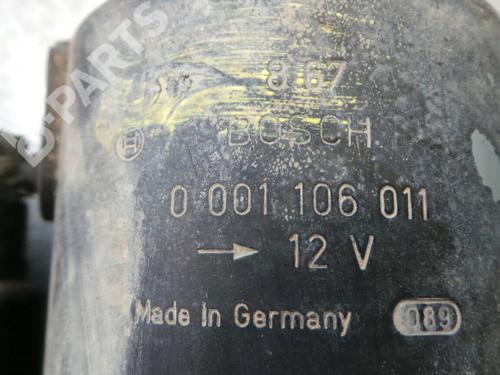 B-PARTS
867
BOSCH
0 001 106 011
→ 12 V
Made In Germany 089